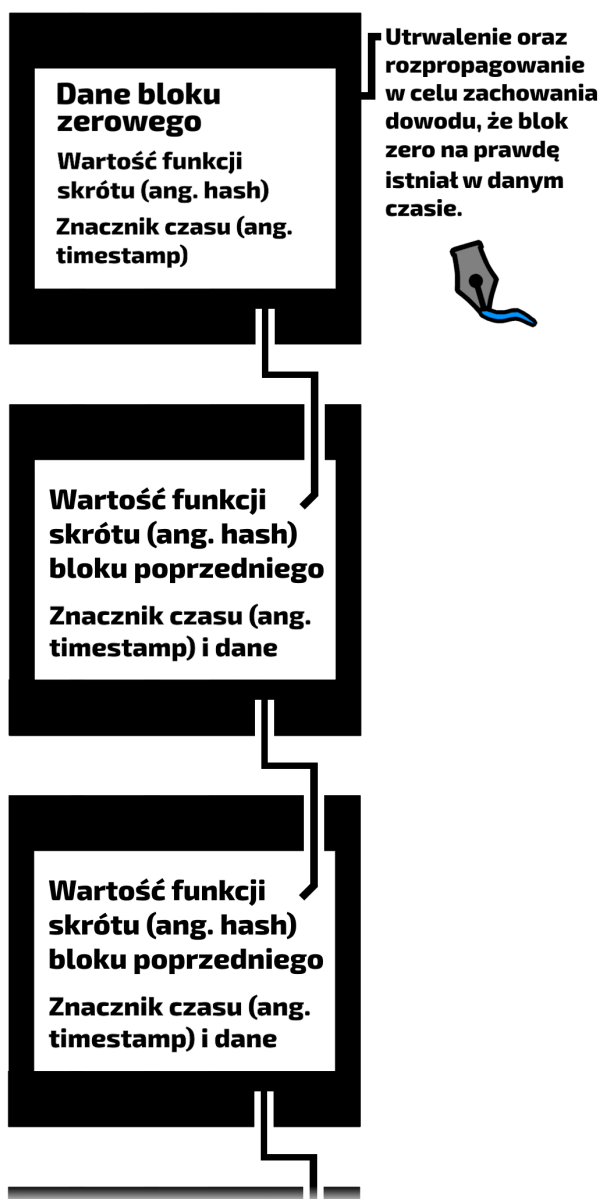 Dane bloku
zerowego
Wartość funkcji
skrótu (ang. hash)
Znacznik czasu (ang.
timestamp)
Utrwalenie oraz
rozpropagowanie
w celu zachowania
dowodu, że blok
zero na prawdę
istniał w danym
czasie.
Wartość funkcji
skrótu (ang. hash)
bloku poprzedniego
Znacznik czasu (ang.
timestamp) i dane
Wartość funkcji
skrótu (ang. hash)
bloku poprzedniego
Znacznik czasu (ang.
timestamp) i dane